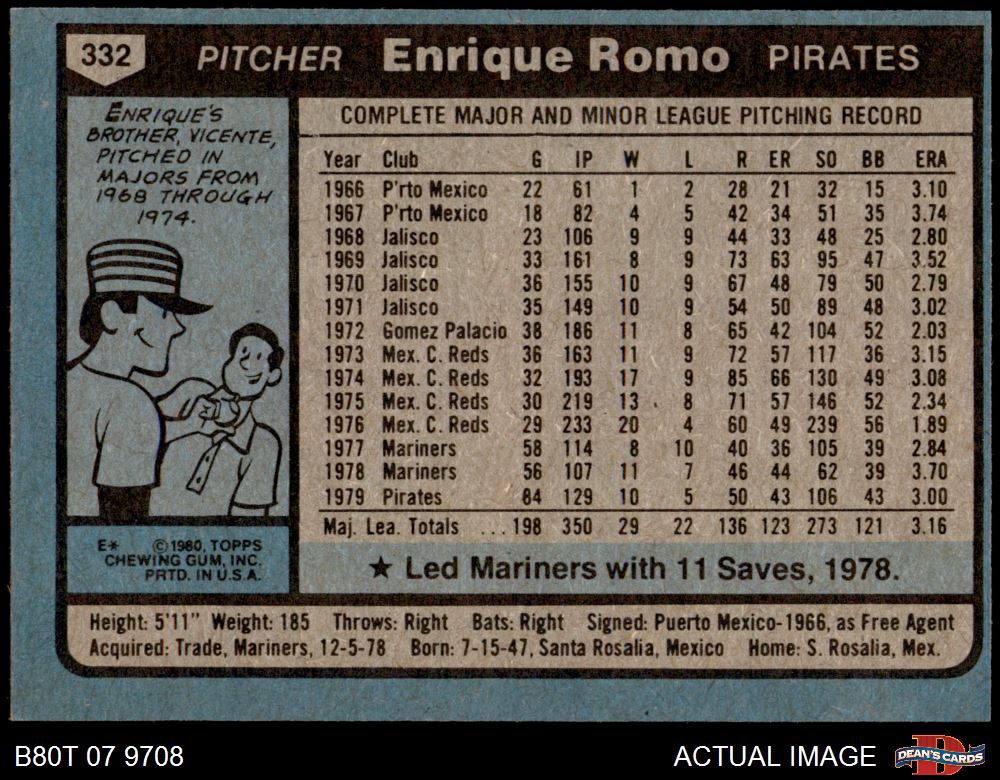 332 PITCHER Enrique Romo PIRATES
ENRIQUE'S
BROTHER, VICENTE,
PITCHED IN
MAJORS FROM
1968 THROUGH
1974.
E* © 1980, TOPPS
CHEWING GUM, INC.
PRTD. IN U.S.A.
COMPLETE MAJOR AND MINOR LEAGUE PITCHING RECORD
Year Club G IP W L R ER SO BB ERA
1966 P'rto Mexico 22 61 1 2 28 21 32 15 3.10
1967 P'rto Mexico 18 82 4 5 42 34 51 35 3.74
1968 Jalisco 23 106 9 9 44 33 48 25 2.80
1969 Jalisco 33 161 8 9 73 63 95 47 3.52
1970 Jalisco 36 155 10 9 67 48 79 50 2.79
1971 Jalisco 35 149 10 9 54 50 89 48 3.02
1972 Gomez Palacio 38 186 11 8 65 42 104 52 2.03
1973 Mex. C. Reds 36 163 11 9 72 57 117 36 3.15
1974 Mex. C. Reds 32 193 17 9 85 66 130 49 3.08
1975 Mex. C. Reds 30 219 13 8 71 57 146 52 2.34
1976 Mex. C. Reds 29 233 20 4 60 49 239 56 1.89
1977 Mariners 58 114 8 10 40 36 105 39 2.84
1978 Mariners 56 107 11 7 46 44 62 39 3.70
1979 Pirates 84 129 10 5 50 43 106 43 3.00
Maj. Lea. Totals ... 198 350 29 22 136 123 273 121 3.16
★ Led Mariners with 11 Saves, 1978.
Height: 5'11" Weight: 185 Throws: Right Bats: Right Signed: Puerto Mexico-1966, as Free Agent
Acquired: Trade, Mariners, 12-5-78 Born: 7-15-47, Santa Rosalia, Mexico Home: S. Rosalia, Mex.
B80T 07 9708 ACTUAL IMAGE D DEAN'S CARDS